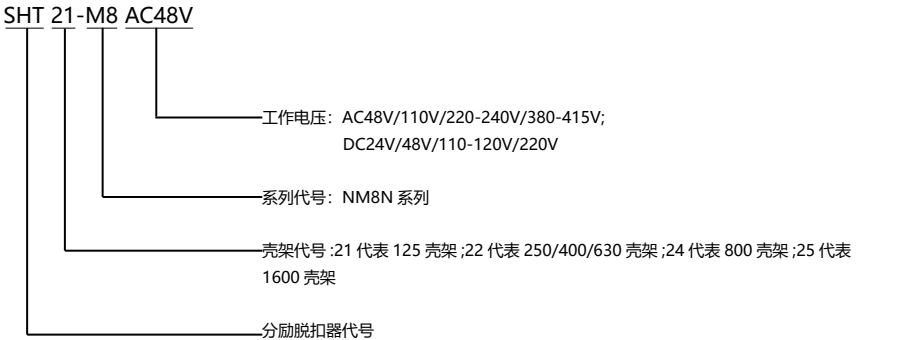 SHT 21-M8 AC48V
工作电压：AC48V/110V/220-240V/380-415V;
DC24V/48V/110-120V/220V
系列代号：NM8N 系列
壳架代号 :21 代表 125 壳架 ;22 代表 250/400/630 壳架 ;24 代表 800 壳架 ;25 代表
1600 壳架
分励脱扣器代号